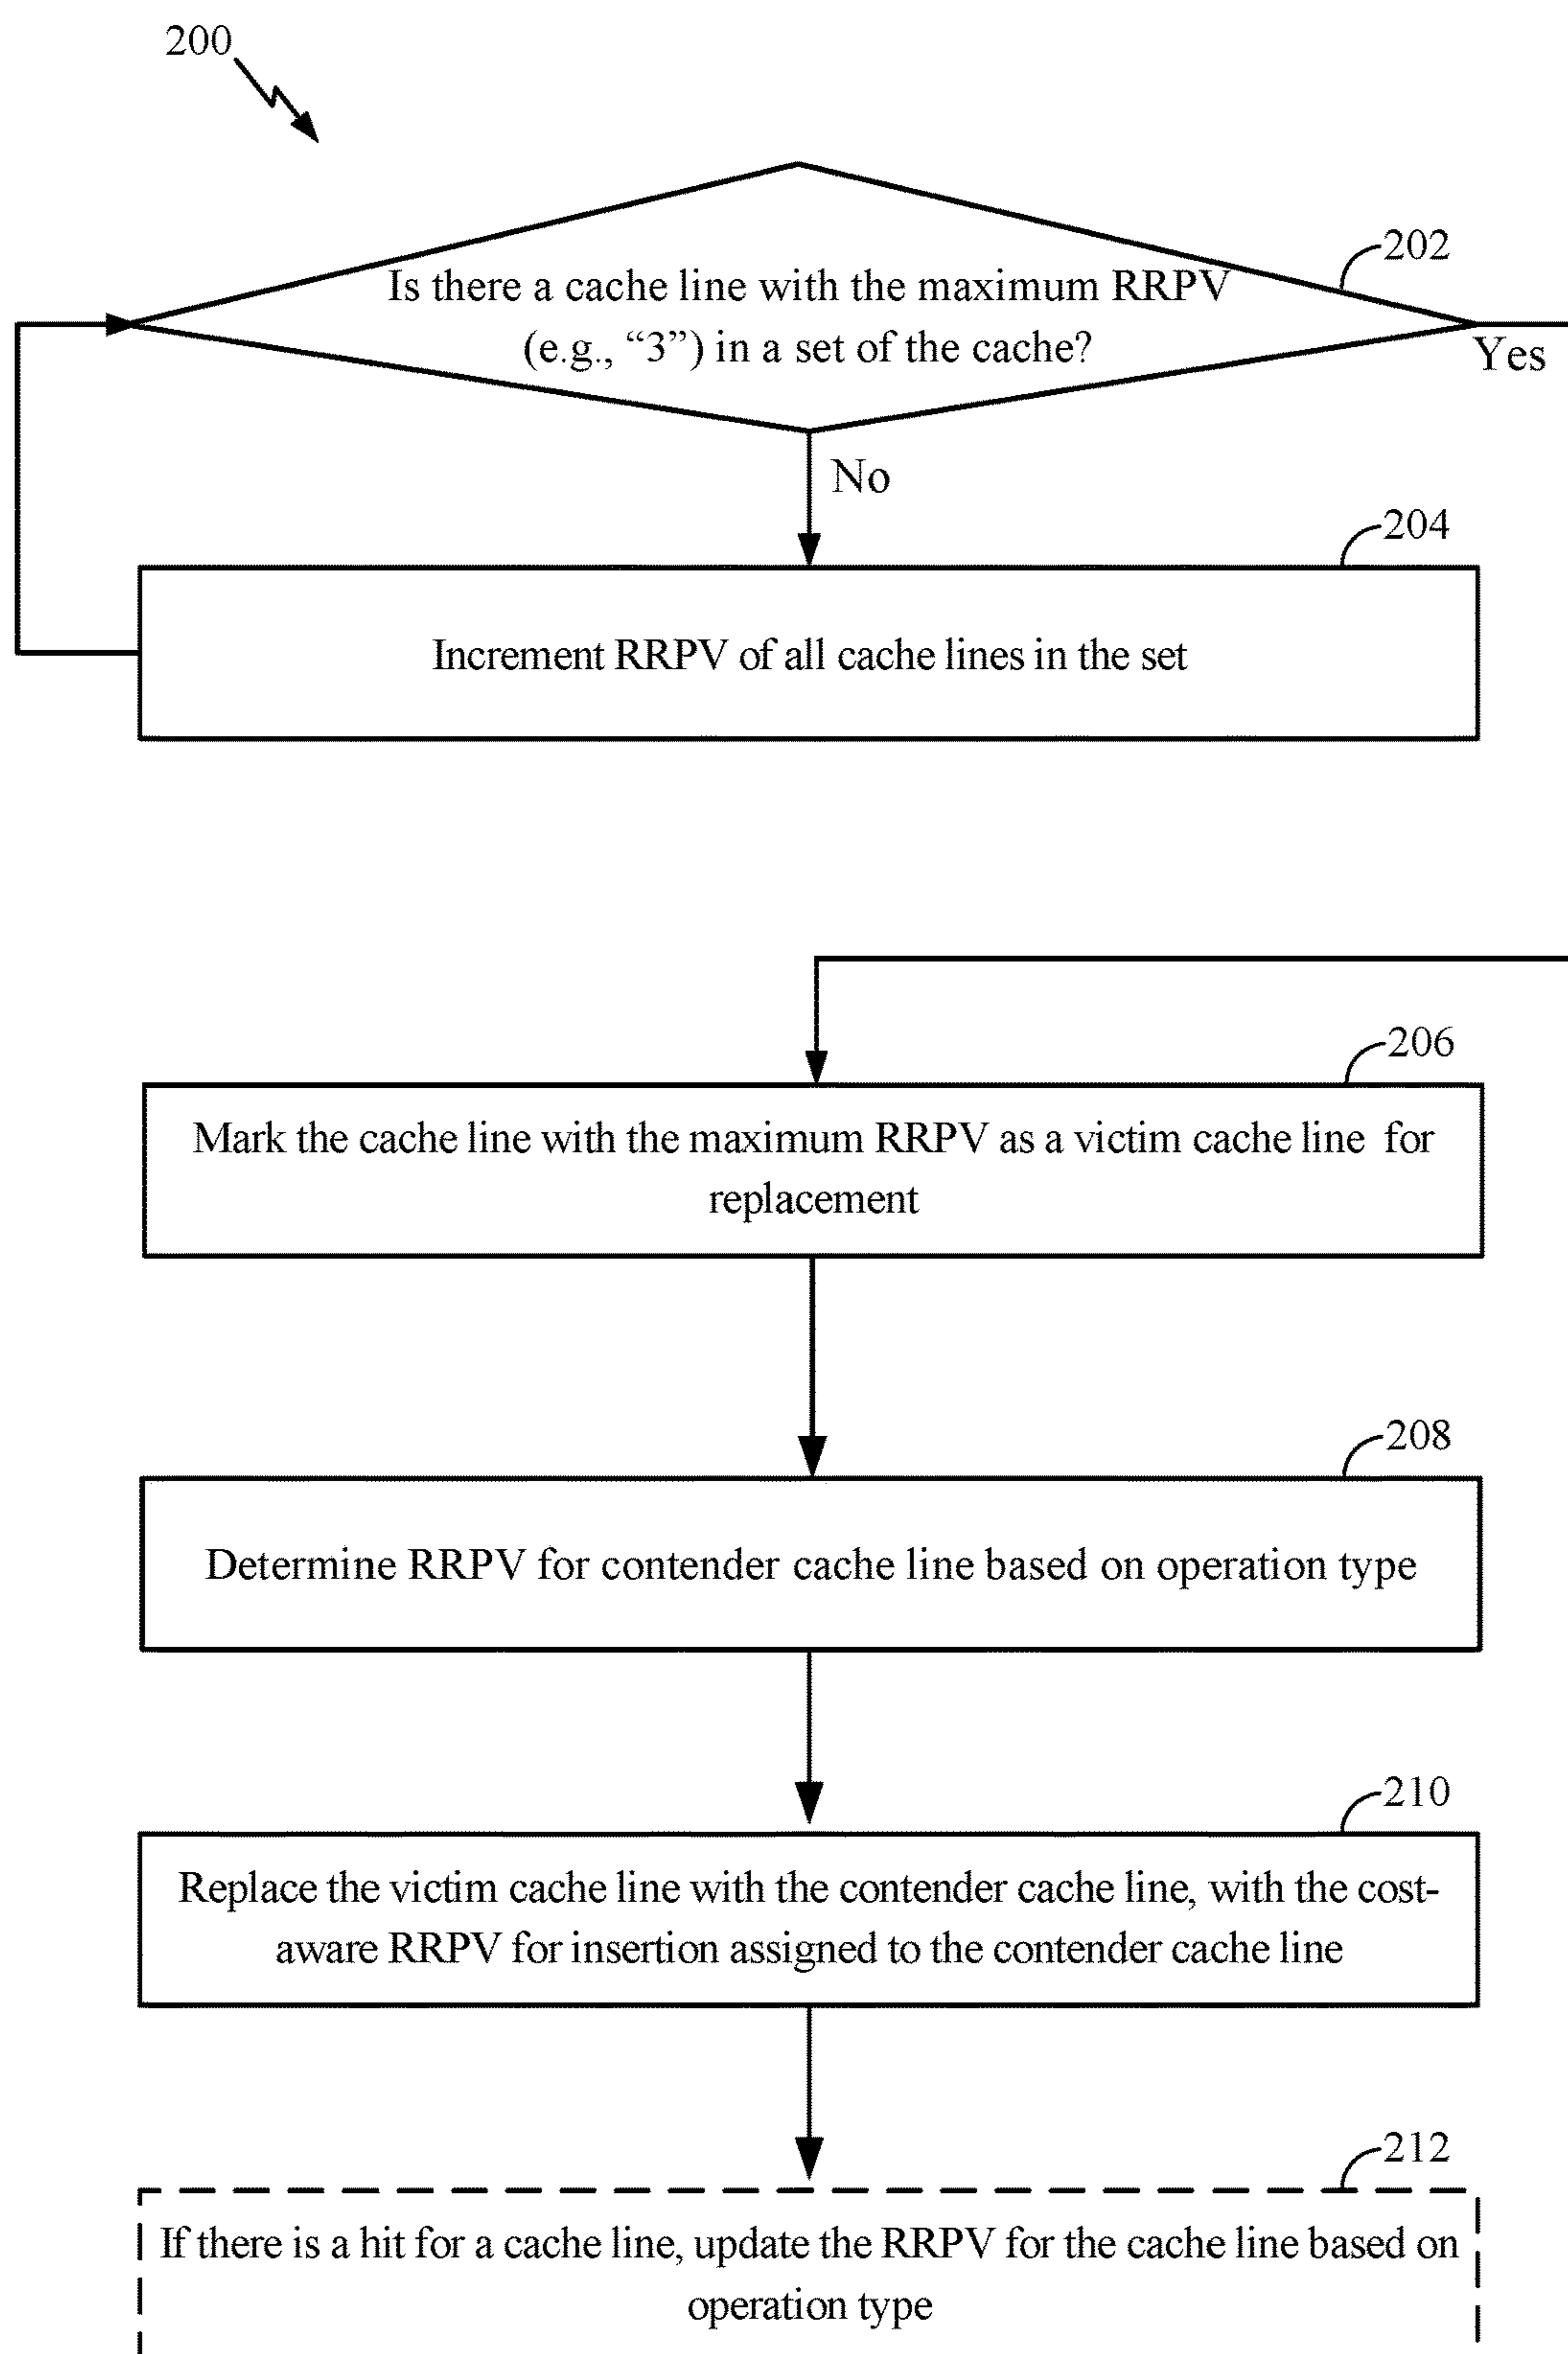 200
202
Is there a cache line with the maximum RRPV
(e.g., “3”) in a set of the cache?
Yes
No
204
Increment RRPV of all cache lines in the set
206
Mark the cache line with the maximum RRPV as a victim cache line for
replacement
208
Determine RRPV for contender cache line based on operation type
210
Replace the victim cache line with the contender cache line, with the cost-
aware RRPV for insertion assigned to the contender cache line
212
If there is a hit for a cache line, update the RRPV for the cache line based on
operation type